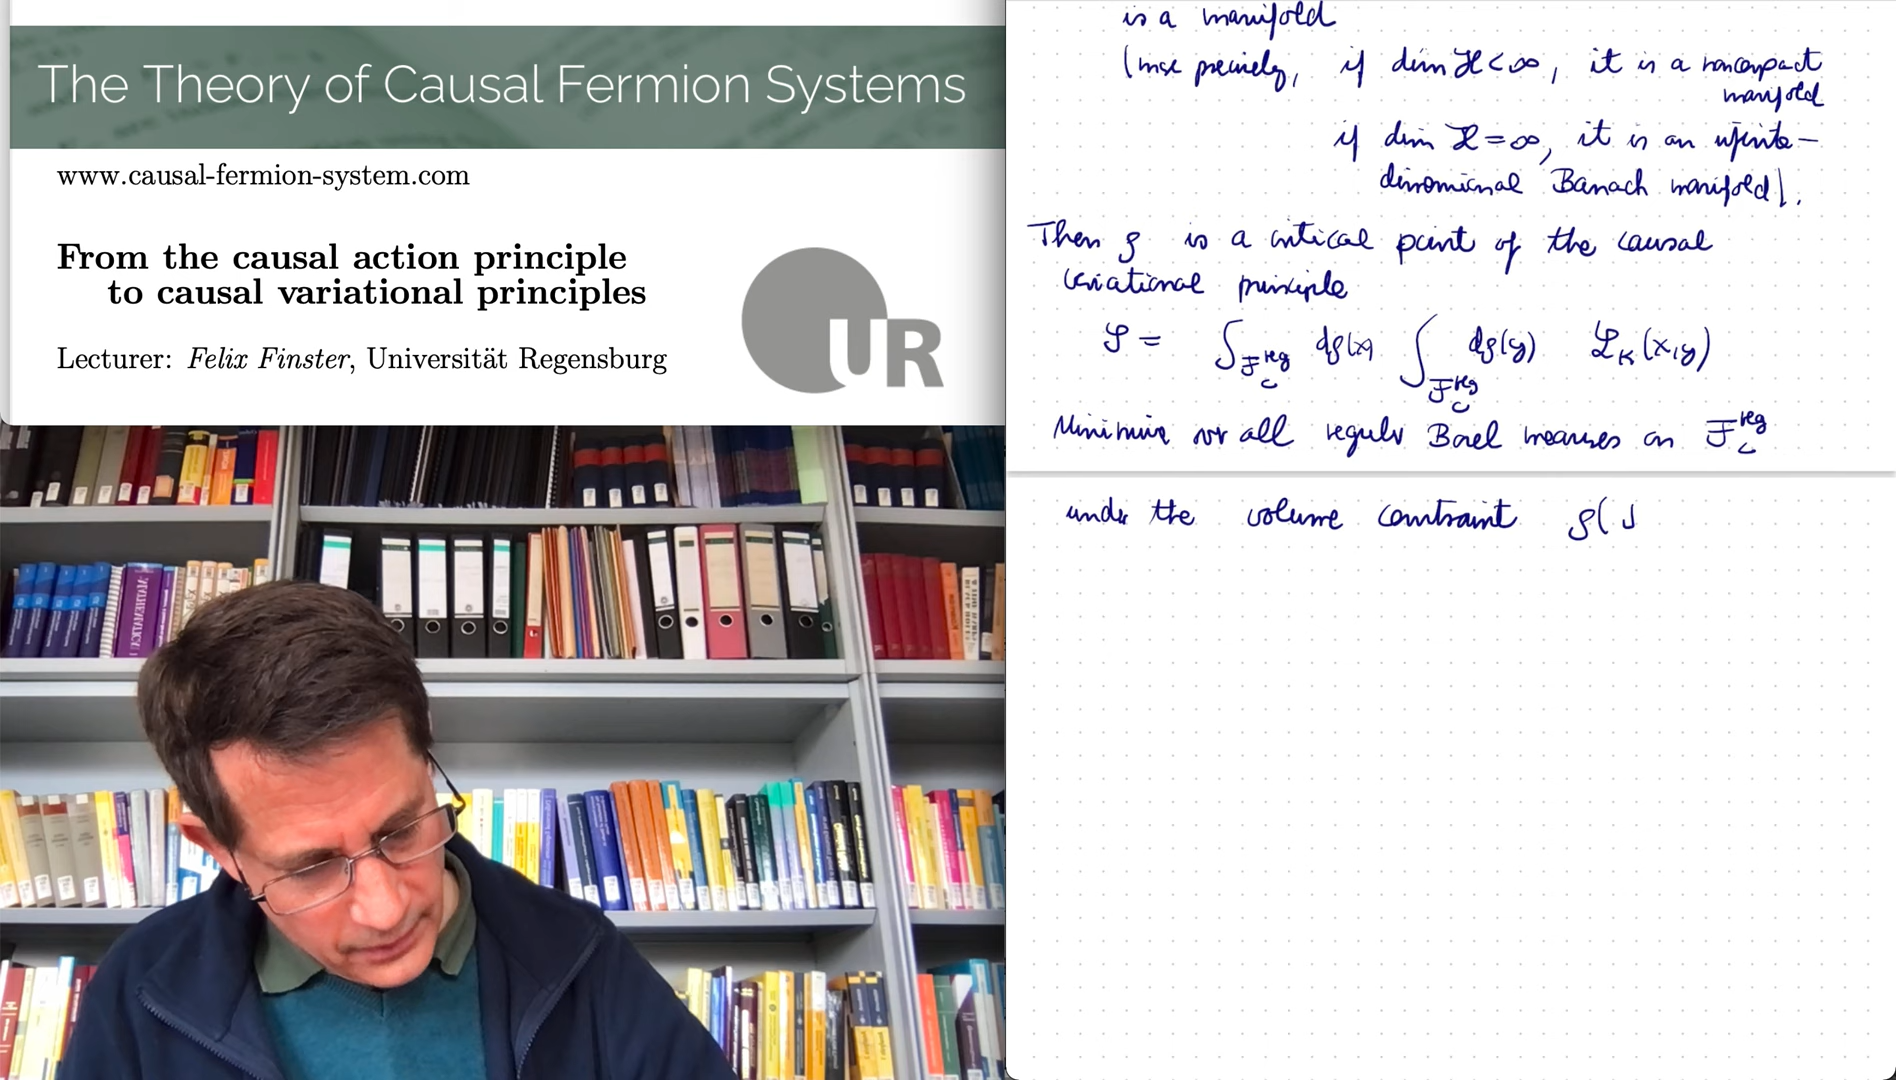 The Theory of Causal Fermion Systems
www.causal-fermion-system.com
From the causal action principle
to causal variational principles
Lecturer: Felix Finster, Universität Regensburg
UR
is a manifold
(more precisely, if dim ℋ < ∞, it is a noncompact
manifold
if dim ℋ = ∞, it is an infinite-
dimensional Banach manifold).
Then ρ is a critical point of the causal
variational principle
𝒮 = ∫_{ℱ_c^{reg}} dρ(x) ∫_{ℱ_c^{reg}} dρ(y) ℒ_κ(x,y)
Minimize over all regular Borel measures on ℱ_c^{reg}
under the volume constraint ρ(